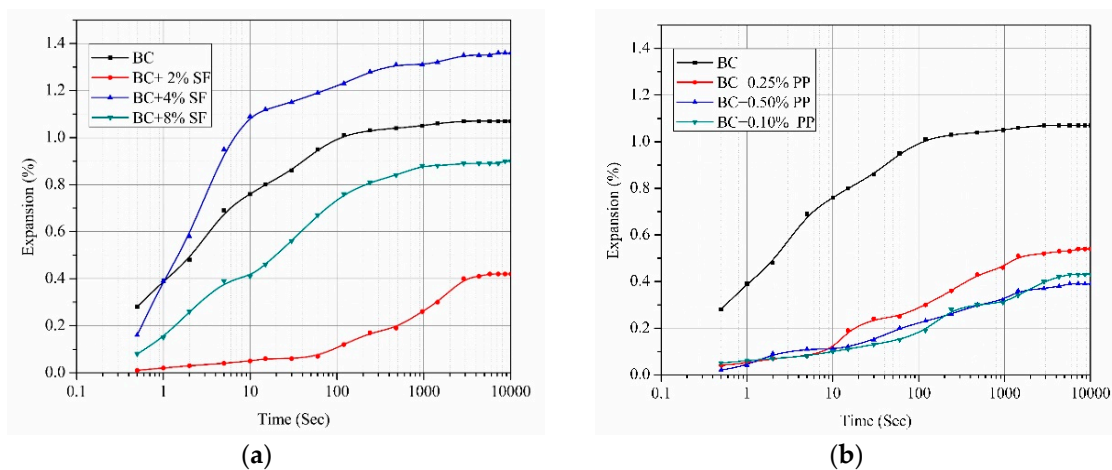 1.4
1.2
1.0
0.8
0.6
0.4
0.2
0.0
Expansion (%)
BC
BC+ 2% SF
BC+4% SF
BC+8% SF
0.1 1 10 100 1000 10000
Time (Sec)
(a)
1.4
1.2
1.0
0.8
0.6
0.4
0.2
0.0
Expansion (%)
BC
BC−0.25% PP
BC−0.50% PP
BC−0.10% PP
0.1 1 10 100 1000 10000
Time (Sec)
(b)